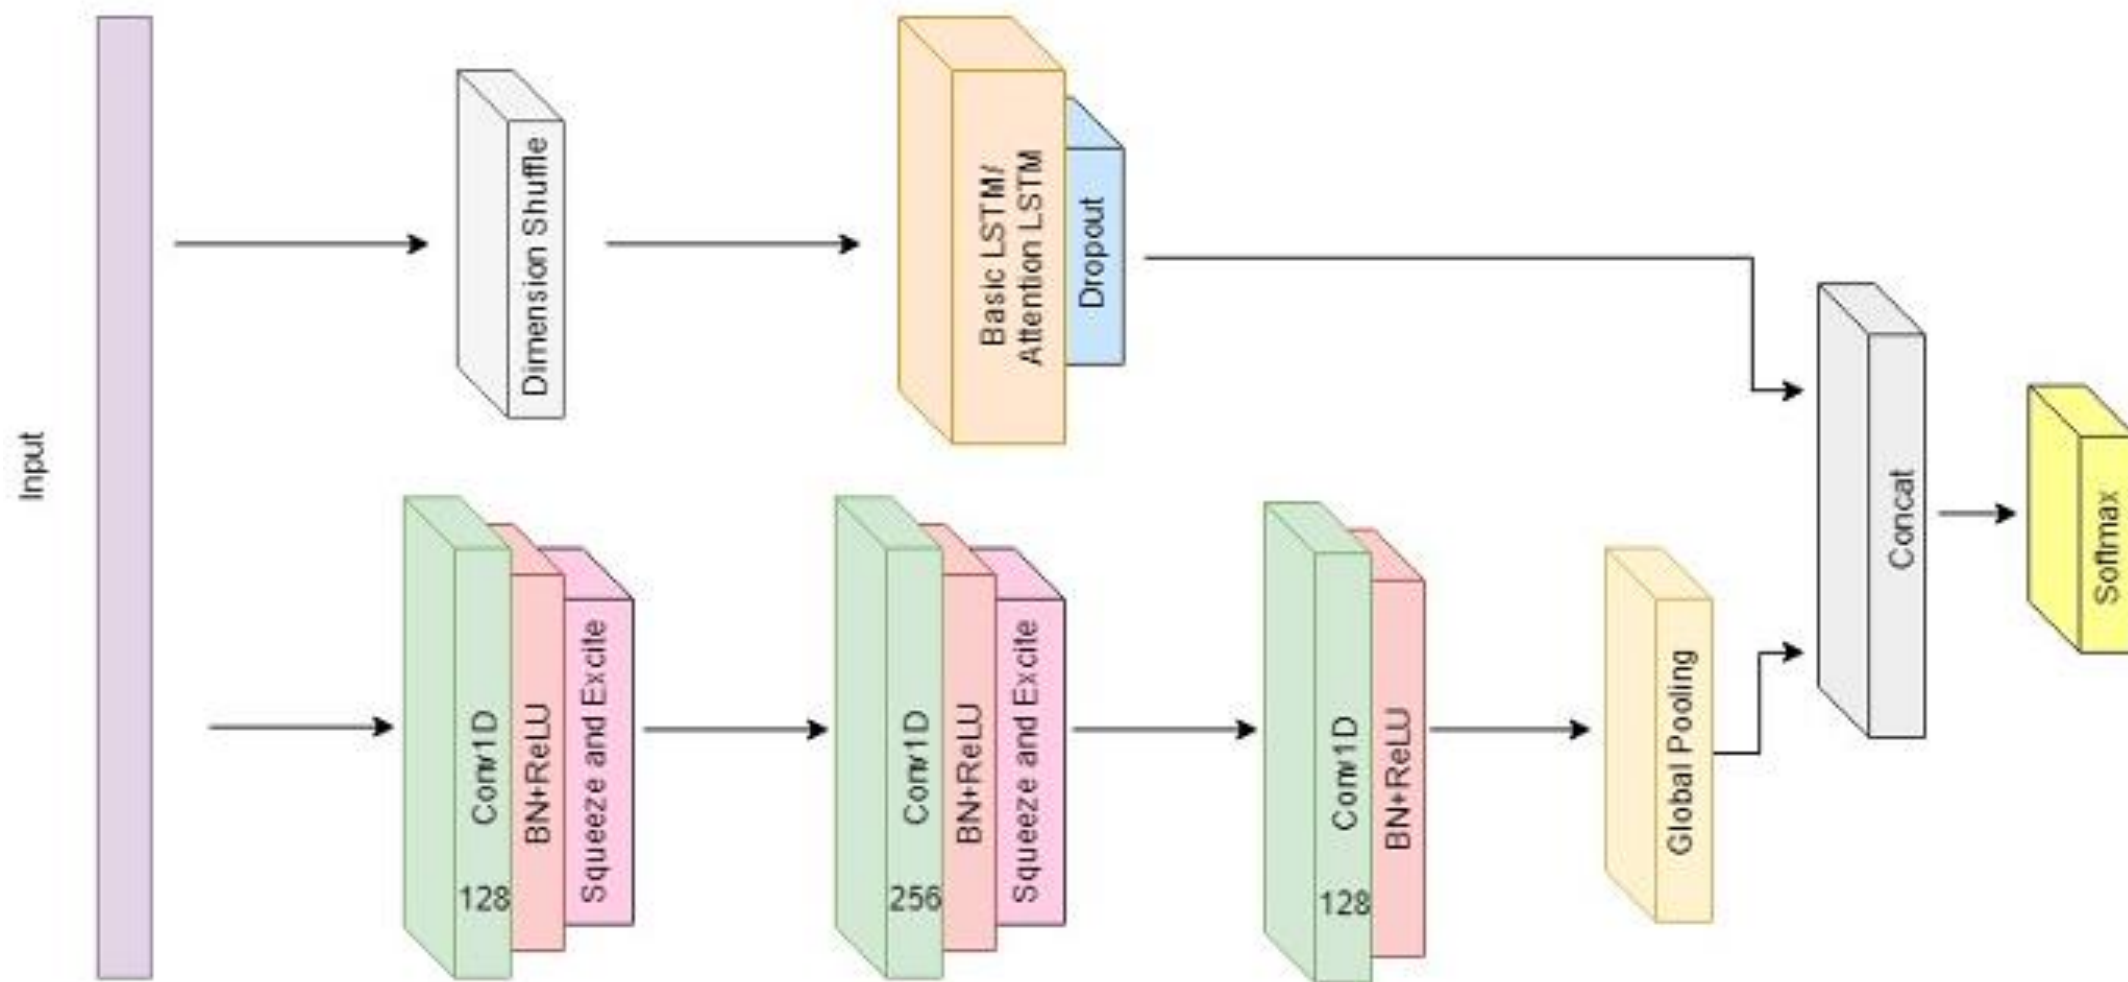 Input
Dimension Shuffle
Basic LSTM/
Attention LSTM
Dropout
Conv1D
128
BN+ReLU
Squeeze and Excite
Conv1D
256
BN+ReLU
Squeeze and Excite
Conv1D
128
BN+ReLU
Global Pooling
Concat
Softmax